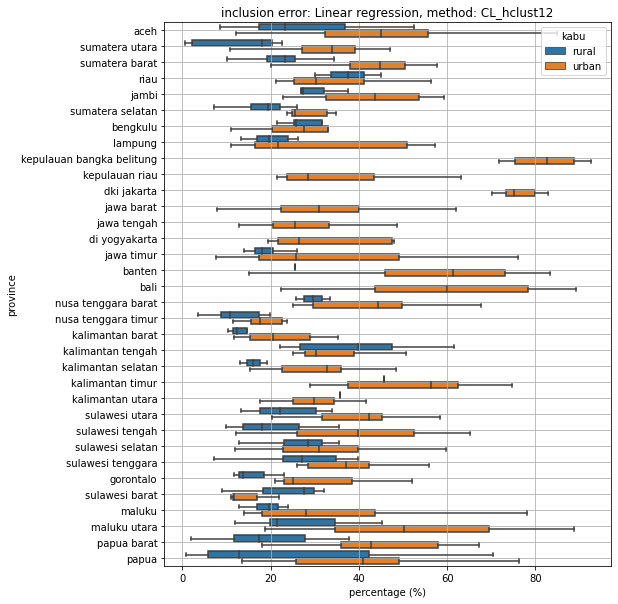 inclusion error: Linear regression, method: CL_hclust12
kabu
rural
urban
province
aceh
sumatera utara
sumatera barat
riau
jambi
sumatera selatan
bengkulu
lampung
kepulauan bangka belitung
kepulauan riau
dki jakarta
jawa barat
jawa tengah
di yogyakarta
jawa timur
banten
bali
nusa tenggara barat
nusa tenggara timur
kalimantan barat
kalimantan tengah
kalimantan selatan
kalimantan timur
kalimantan utara
sulawesi utara
sulawesi tengah
sulawesi selatan
sulawesi tenggara
gorontalo
sulawesi barat
maluku
maluku utara
papua barat
papua
0 20 40 60 80
percentage (%)